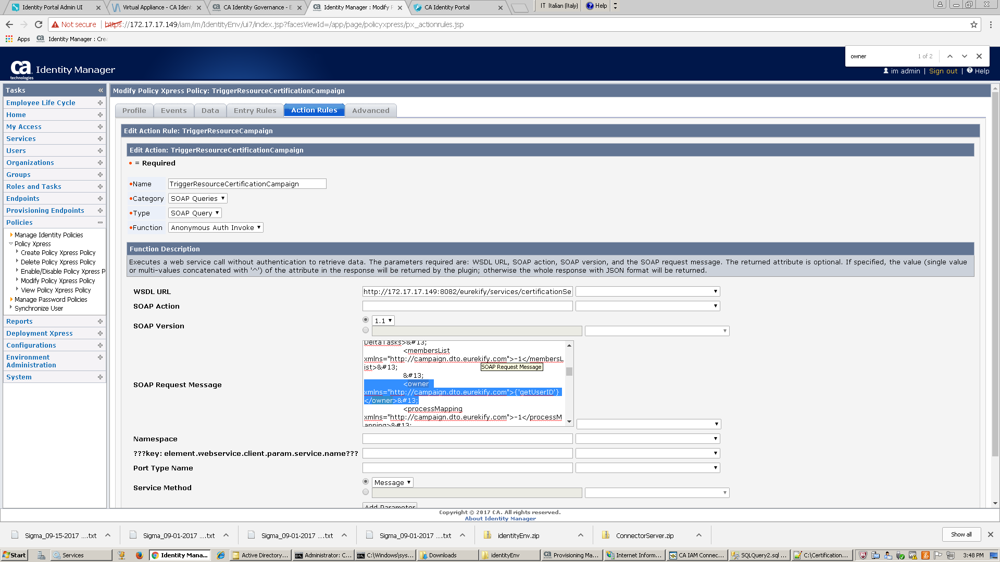 Identity Portal Admin UI
Virtual Appliance - CA Ident
CA Identity Governance - E
Identity Manager : Modify P
CA Identity Portal
IT Italian (Italy)
Help
Not secure
https://172.17.17.149/iam/im/IdentityEnv/ui7/index.jsp?facesViewId=/app/page/policyxpress/px_actionrules.jsp
Apps
Identity Manager : Crea
owner
1 of 2
ca
technologies
Identity Manager
im admin | Sign out | Help
Tasks
«
Employee Life Cycle
Home
My Access
Services
Users
Organizations
Groups
Roles and Tasks
Endpoints
Provisioning Endpoints
Policies
Manage Identity Policies
Policy Xpress
Create Policy Xpress Policy
Delete Policy Xpress Policy
Enable/Disable Policy Xpress P
Modify Policy Xpress Policy
View Policy Xpress Policy
Manage Password Policies
Synchronize User
Reports
Deployment Xpress
Configurations
Environment
Administration
System
Modify Policy Xpress Policy: TriggerResourceCertificationCampaign
Profile
Events
Data
Entry Rules
Action Rules
Advanced
Edit Action Rule: TriggerResourceCampaign
Edit Action: TriggerResourceCertificationCampaign
• = Required
•Name
TriggerResourceCertificationCampaign
•Category
SOAP Queries
•Type
SOAP Query
•Function
Anonymous Auth Invoke
Function Description
Executes a web service call without authentication to retrieve data. The parameters required are: WSDL URL, SOAP action, SOAP version, and the SOAP request message. The returned attribute is optional. If specified, the value (single value
or multi-values concatenated with '^') of the attribute in the response will be returned by the plugin; otherwise the whole response with JSON format will be returned.
WSDL URL
http://172.17.17.149:8082/eurekify/services/certificationSe
SOAP Action
SOAP Version
1.1
SOAP Request Message
DeltaTasks>&#13;
<membersList
xmlns="http://campaign.dto.eurekify.com">-1</membersL
ist>&#13;
SOAP Request Message
&#13;
<owner
xmlns="http://campaign.dto.eurekify.com">{'getUserID'}
</owner>&#13;
<processMapping
xmlns="http://campaign.dto.eurekify.com">-1</processM
apping>&#13;
Namespace
???key: element.webservice.client.param.service.name???
Port Type Name
Service Method
Message
Add Parameter
Copyright © 2017 CA. All rights reserved.
About Identity Manager
Sigma_09-15-2017 ....txt
Sigma_09-01-2017 ....txt
Sigma_09-01-2017 ....txt
Sigma_09-01-2017 ....txt
identityEnv.zip
ConnectorServer.zip
Show all
Start
Services
Identity Mana...
Active Directory...
Administrator: C...
C:\Windows\sys...
Downloads
identityEnv
Provisioning Ma...
Internet Inform...
CA IAM Connec...
SQLQuery2.sql ...
C:\Certification...
3:48 PM